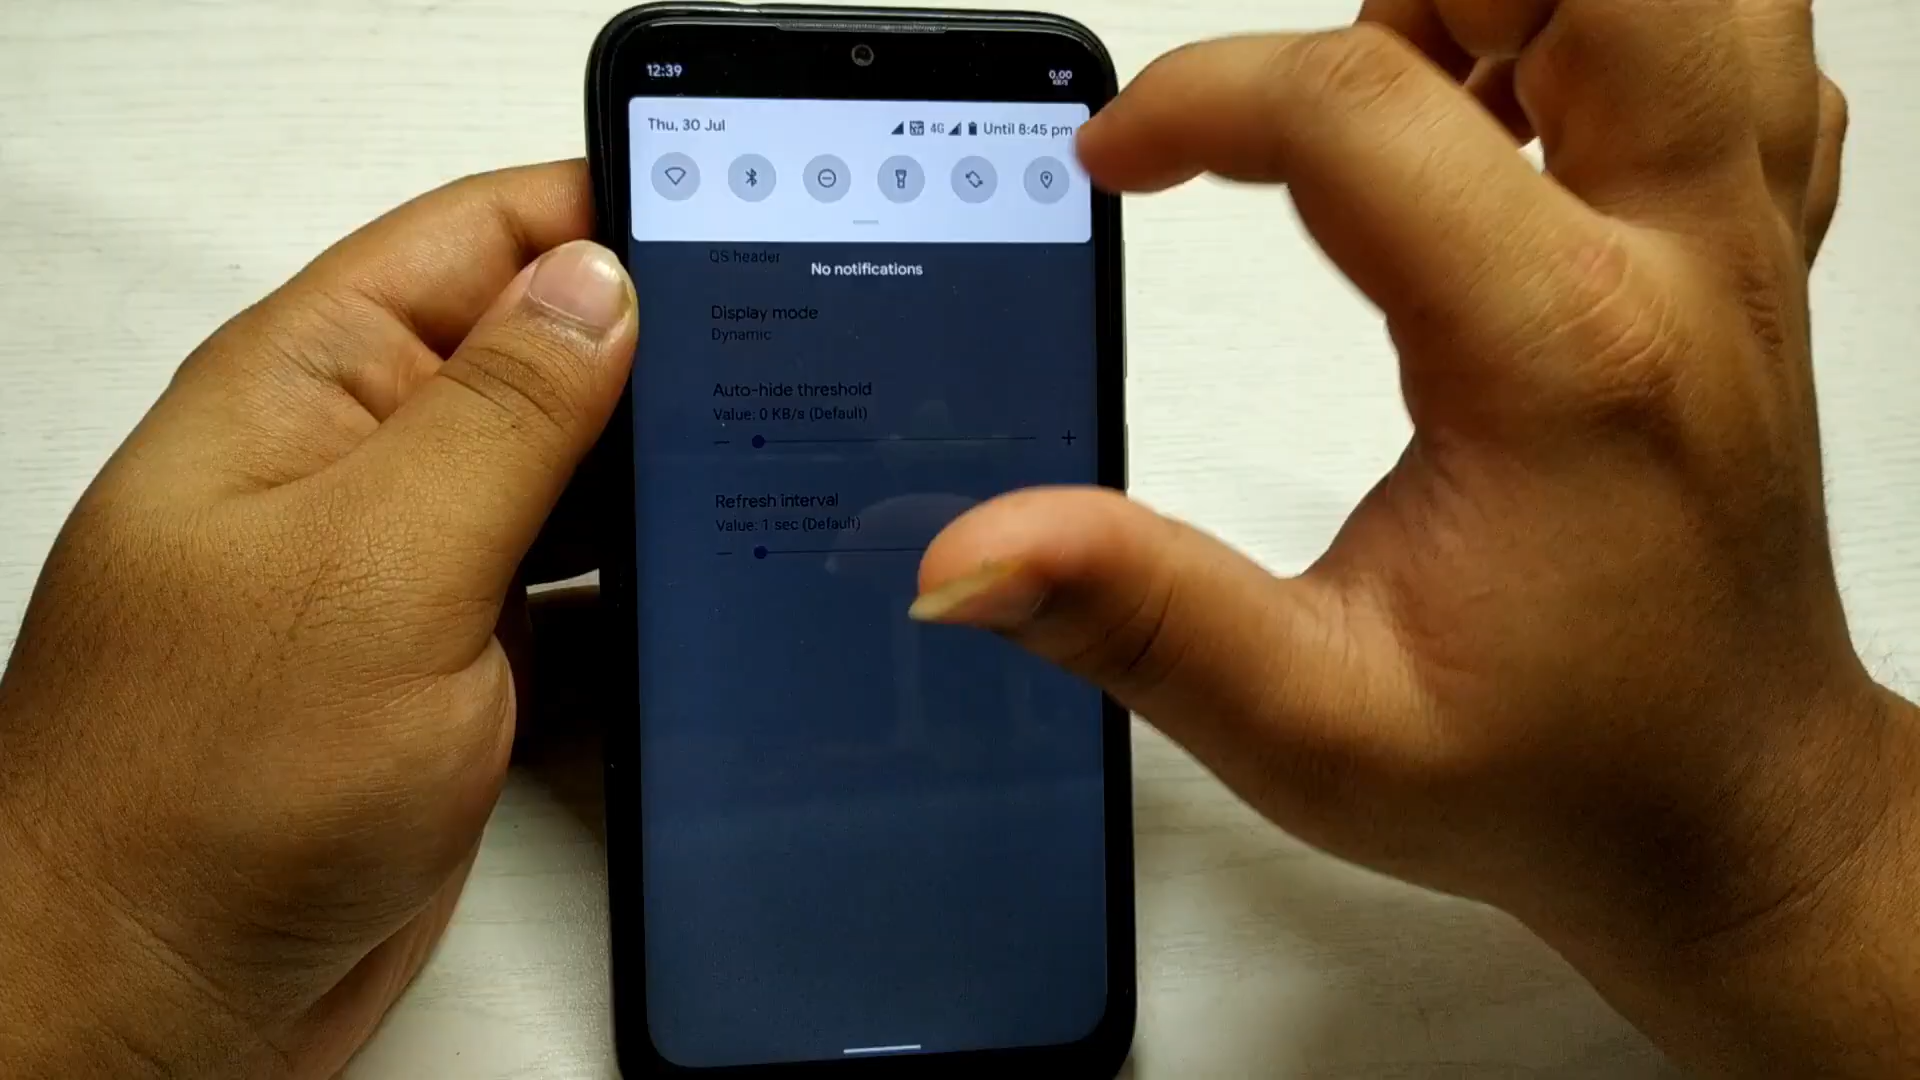 12:39
0.00
KB/S
Thu, 30 Jul
4G
Until 8:45 pm
QS header
No notifications
Display mode
Dynamic
Auto-hide threshold
Value: 0 KB/s (Default)
Refresh interval
Value: 1 sec (Default)